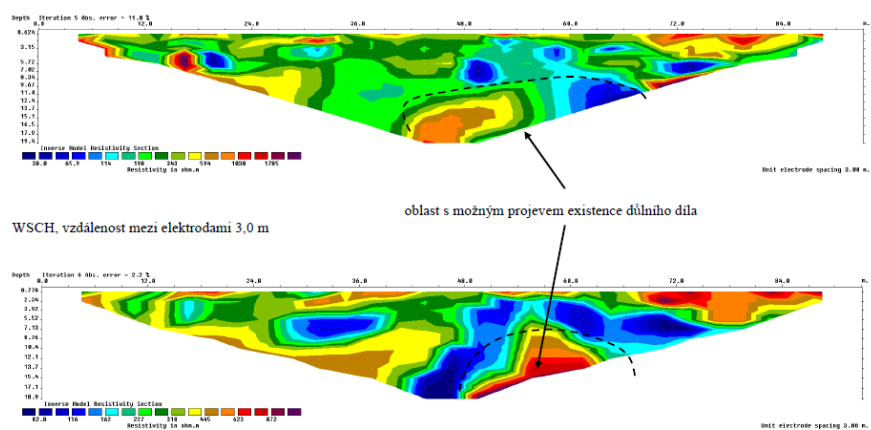 Depth Iteration 5 Abs. error = 11.0 %
0.0 12.0 24.0 36.0 48.0 60.0 72.0 84.0 m.
0.624
3.15
5.72
7.02
8.34
9.67
11.0
12.4
13.7
15.1
16.5
17.9
19.4
Inverse Model Resistivity Section
38.0 65.9 114 198 343 594 1030 1785
Resistivity in ohm.m
Unit electrode spacing 3.00 m.
oblast s možným projevem existence důlního díla
WSCH, vzdálenost mezi elektrodami 3,0 m
Depth Iteration 6 Abs. error = 2.2 %
0.0 12.0 24.0 36.0 48.0 60.0 72.0 84.0 m.
0.770
2.34
3.92
5.52
7.13
8.76
10.4
12.1
13.7
15.4
17.1
18.9
Inverse Model Resistivity Section
82.8 116 162 227 318 445 623 872
Resistivity in ohm.m
Unit electrode spacing 3.00 m.